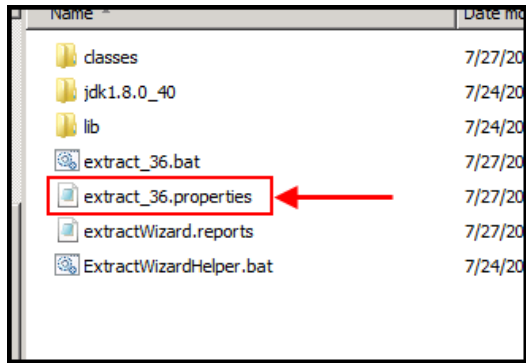 Name Date mo
classes 7/27/20
jdk1.8.0_40 7/24/20
lib 7/24/20
extract_36.bat 7/27/20
extract_36.properties 7/27/20
extractWizard.reports 7/27/20
ExtractWizardHelper.bat 7/24/20